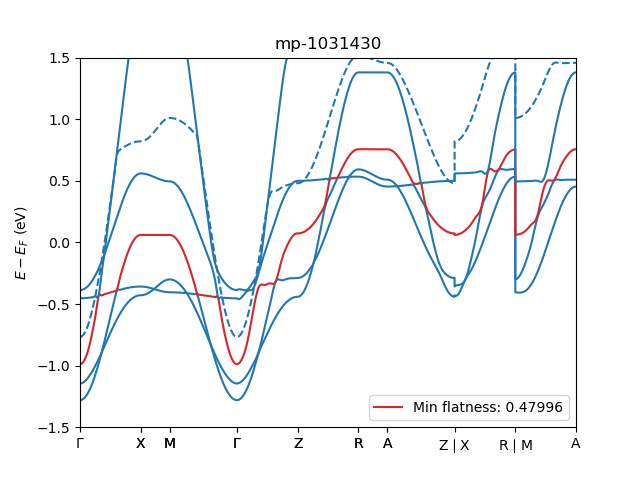 mp-1031430
1.5
1.0
0.5
0.0
−0.5
−1.0
−1.5
E − E_F (eV)
Min flatness: 0.47996
Γ X M Γ Z R A Z | X R | M A